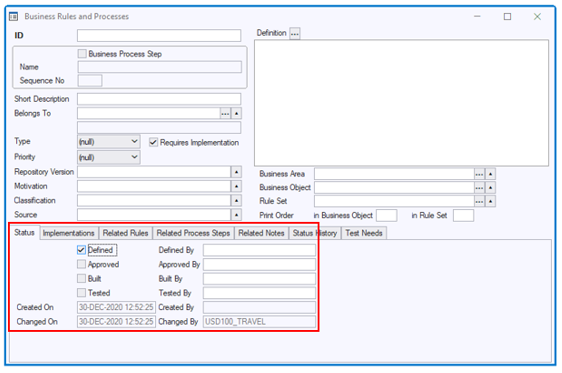 Business Rules and Processes
ID
Definition ...
Business Process Step
Name
Sequence No
Short Description
Belongs To ...
Type (null) Requires Implementation
Priority (null)
Repository Version
Motivation
Classification
Source
Business Area ...
Business Object ...
Rule Set ...
Print Order in Business Object in Rule Set
Status Implementations Related Rules Related Process Steps Related Notes Status History Test Needs
Defined Defined By
Approved Approved By
Built Built By
Tested Tested By
Created On 30-DEC-2020 12:52:25 Created By
Changed On 30-DEC-2020 12:52:25 Changed By USD100_TRAVEL